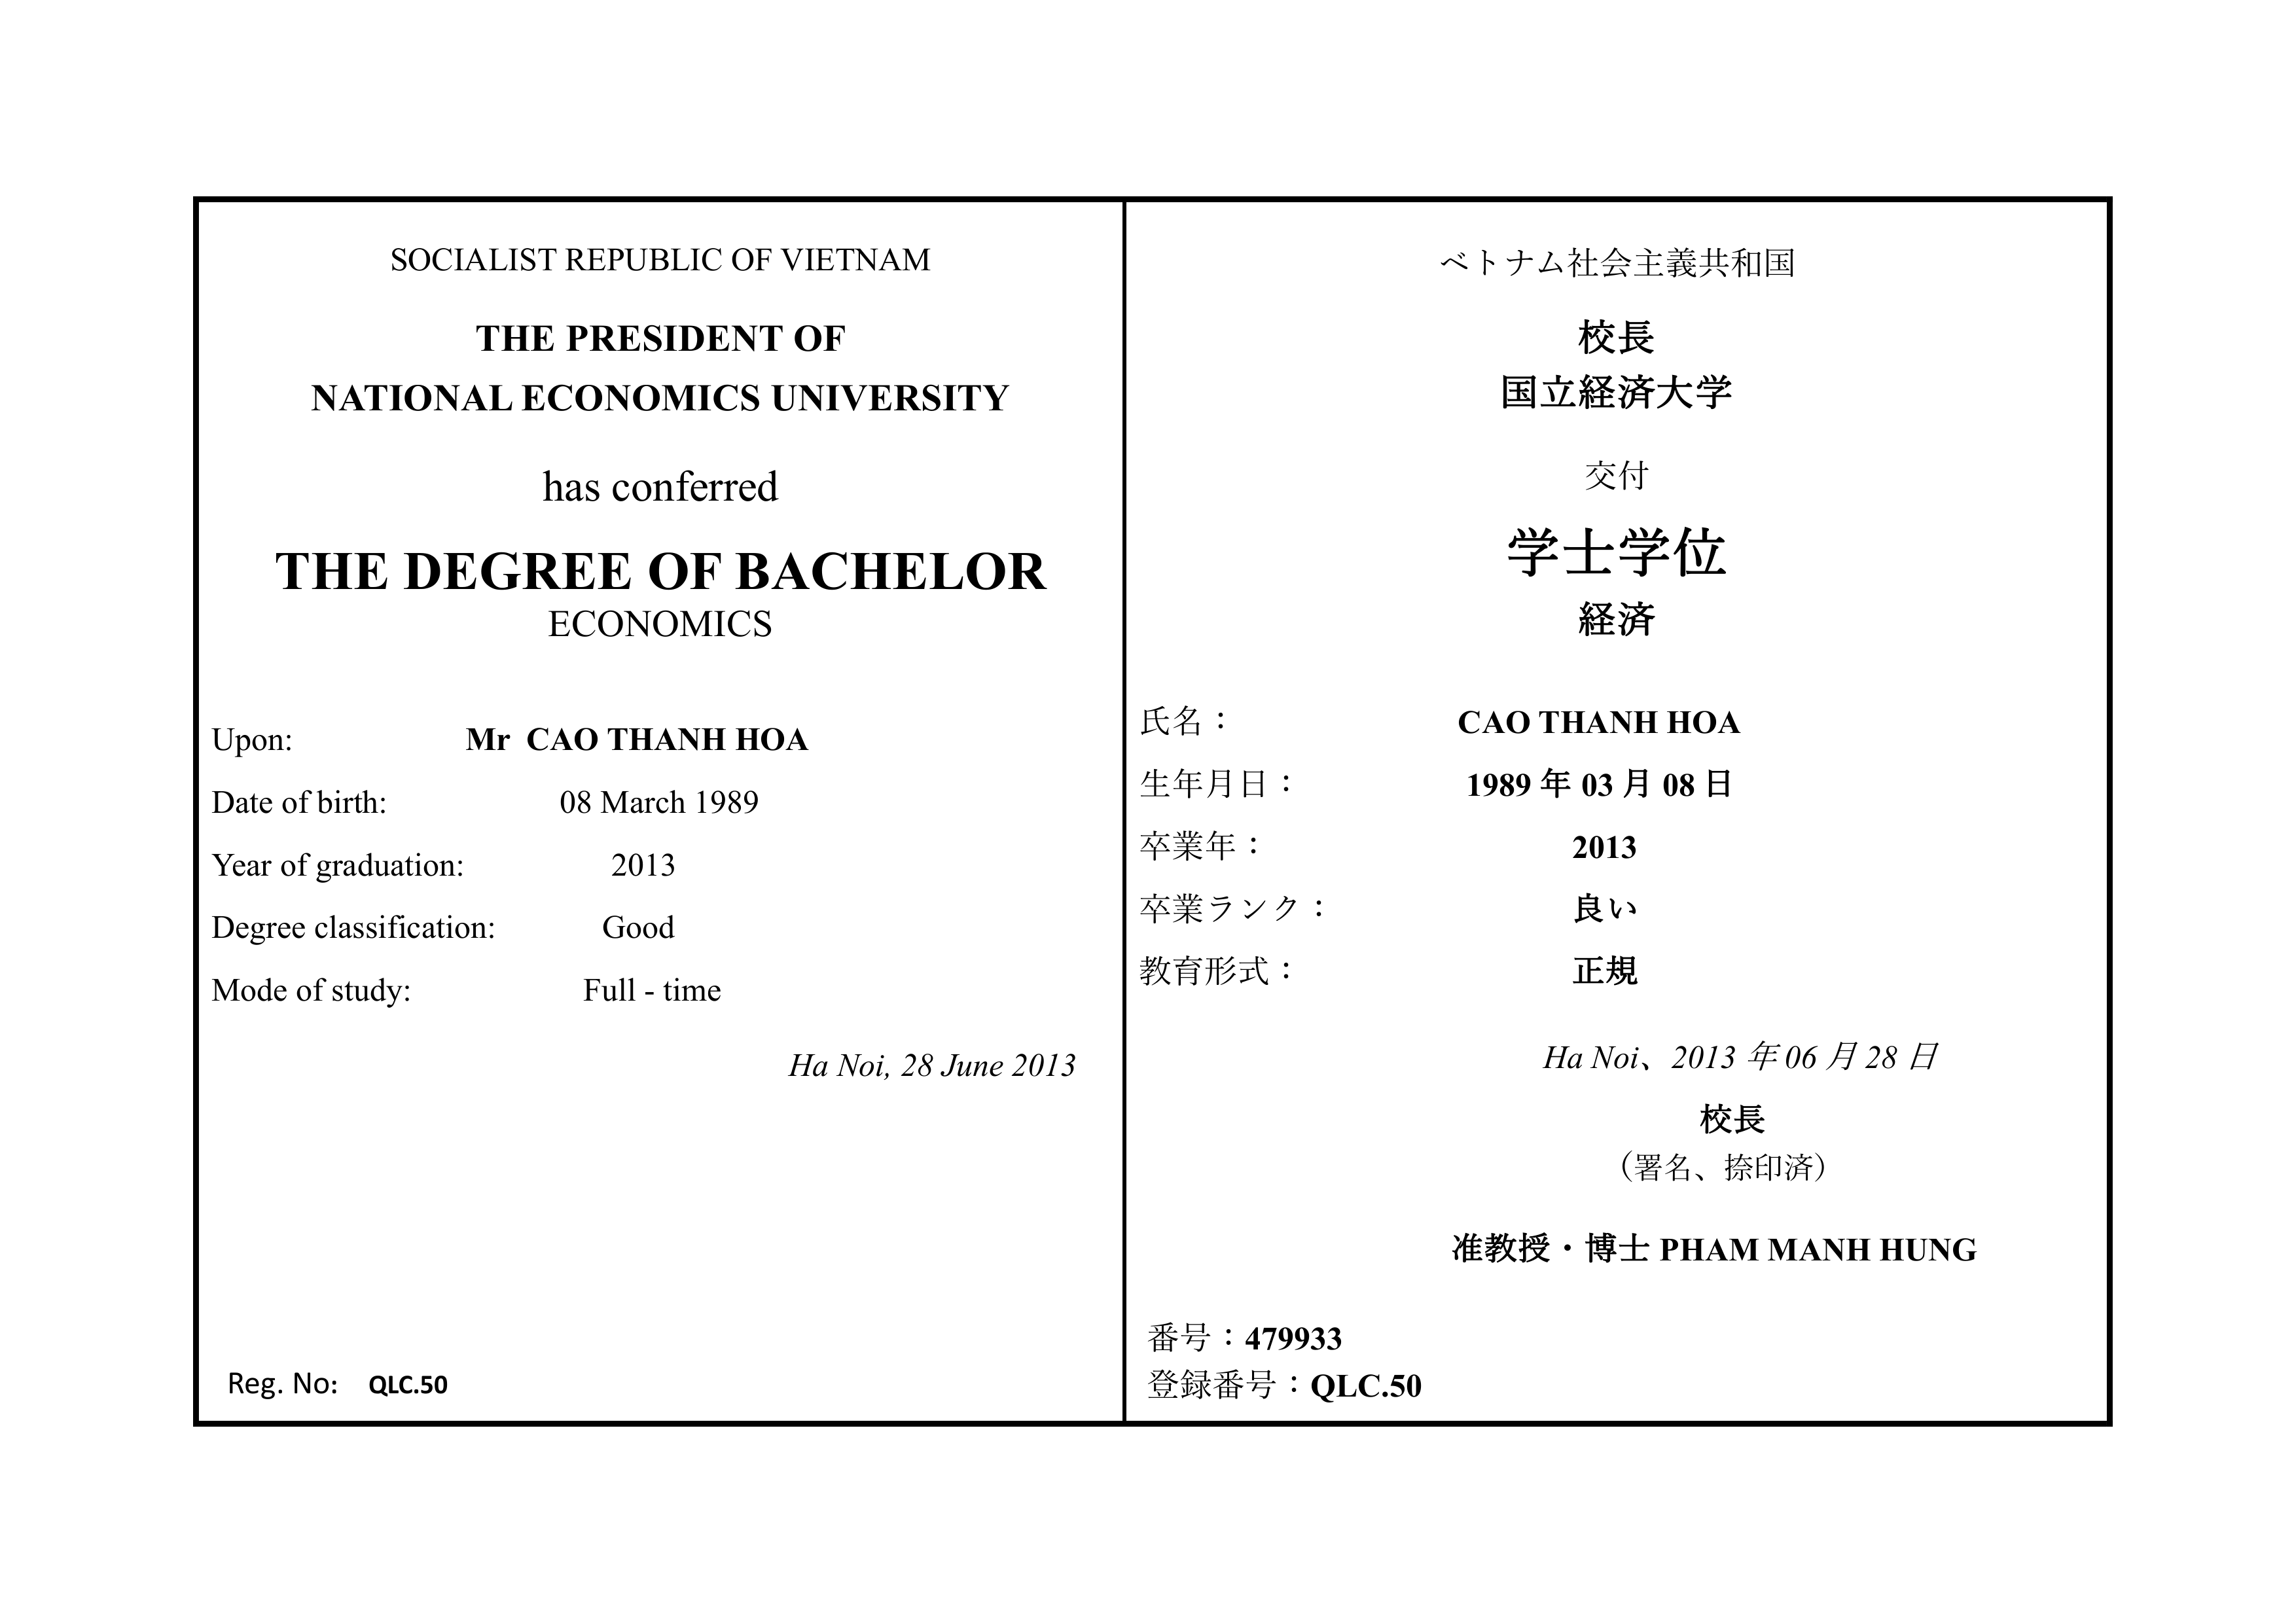 SOCIALIST REPUBLIC OF VIETNAM
THE PRESIDENT OF
NATIONAL ECONOMICS UNIVERSITY
has conferred
THE DEGREE OF BACHELOR
ECONOMICS
Upon: Mr CAO THANH HOA
Date of birth: 08 March 1989
Year of graduation: 2013
Degree classification: Good
Mode of study: Full - time
Ha Noi, 28 June 2013
Reg. No: QLC.50
ベトナム社会主義共和国
校長
国立経済大学
交付
学士学位
経済
氏名： CAO THANH HOA
生年月日： 1989 年 03 月 08 日
卒業年： 2013
卒業ランク： 良い
教育形式： 正規
Ha Noi、2013 年 06 月 28 日
校長
（署名、捺印済）
准教授・博士 PHAM MANH HUNG
番号：479933
登録番号：QLC.50